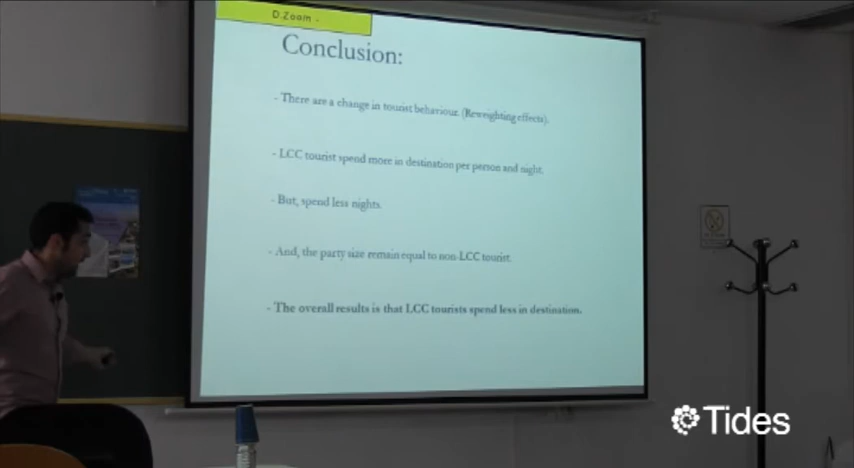 D.Zoom -
Conclusion:
- There are a change in tourist behaviour. (Reweighting effects).
- LCC tourist spend more in destination per person and night.
- But, spend less nights.
- And, the party size remain equal to non-LCC tourist.
- The overall results is that LCC tourists spend less in destination.
Tides